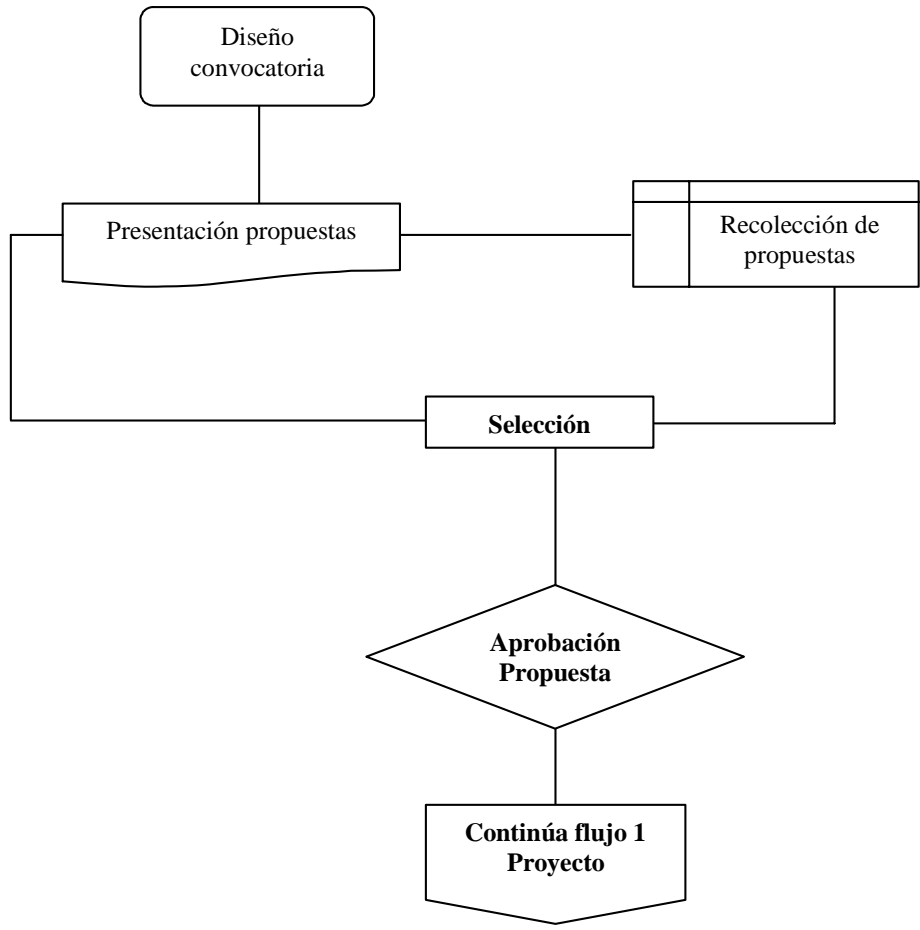 Diseño
convocatoria
Presentación propuestas
Recolección de
propuestas
Selección
Aprobación
Propuesta
Continúa flujo 1
Proyecto